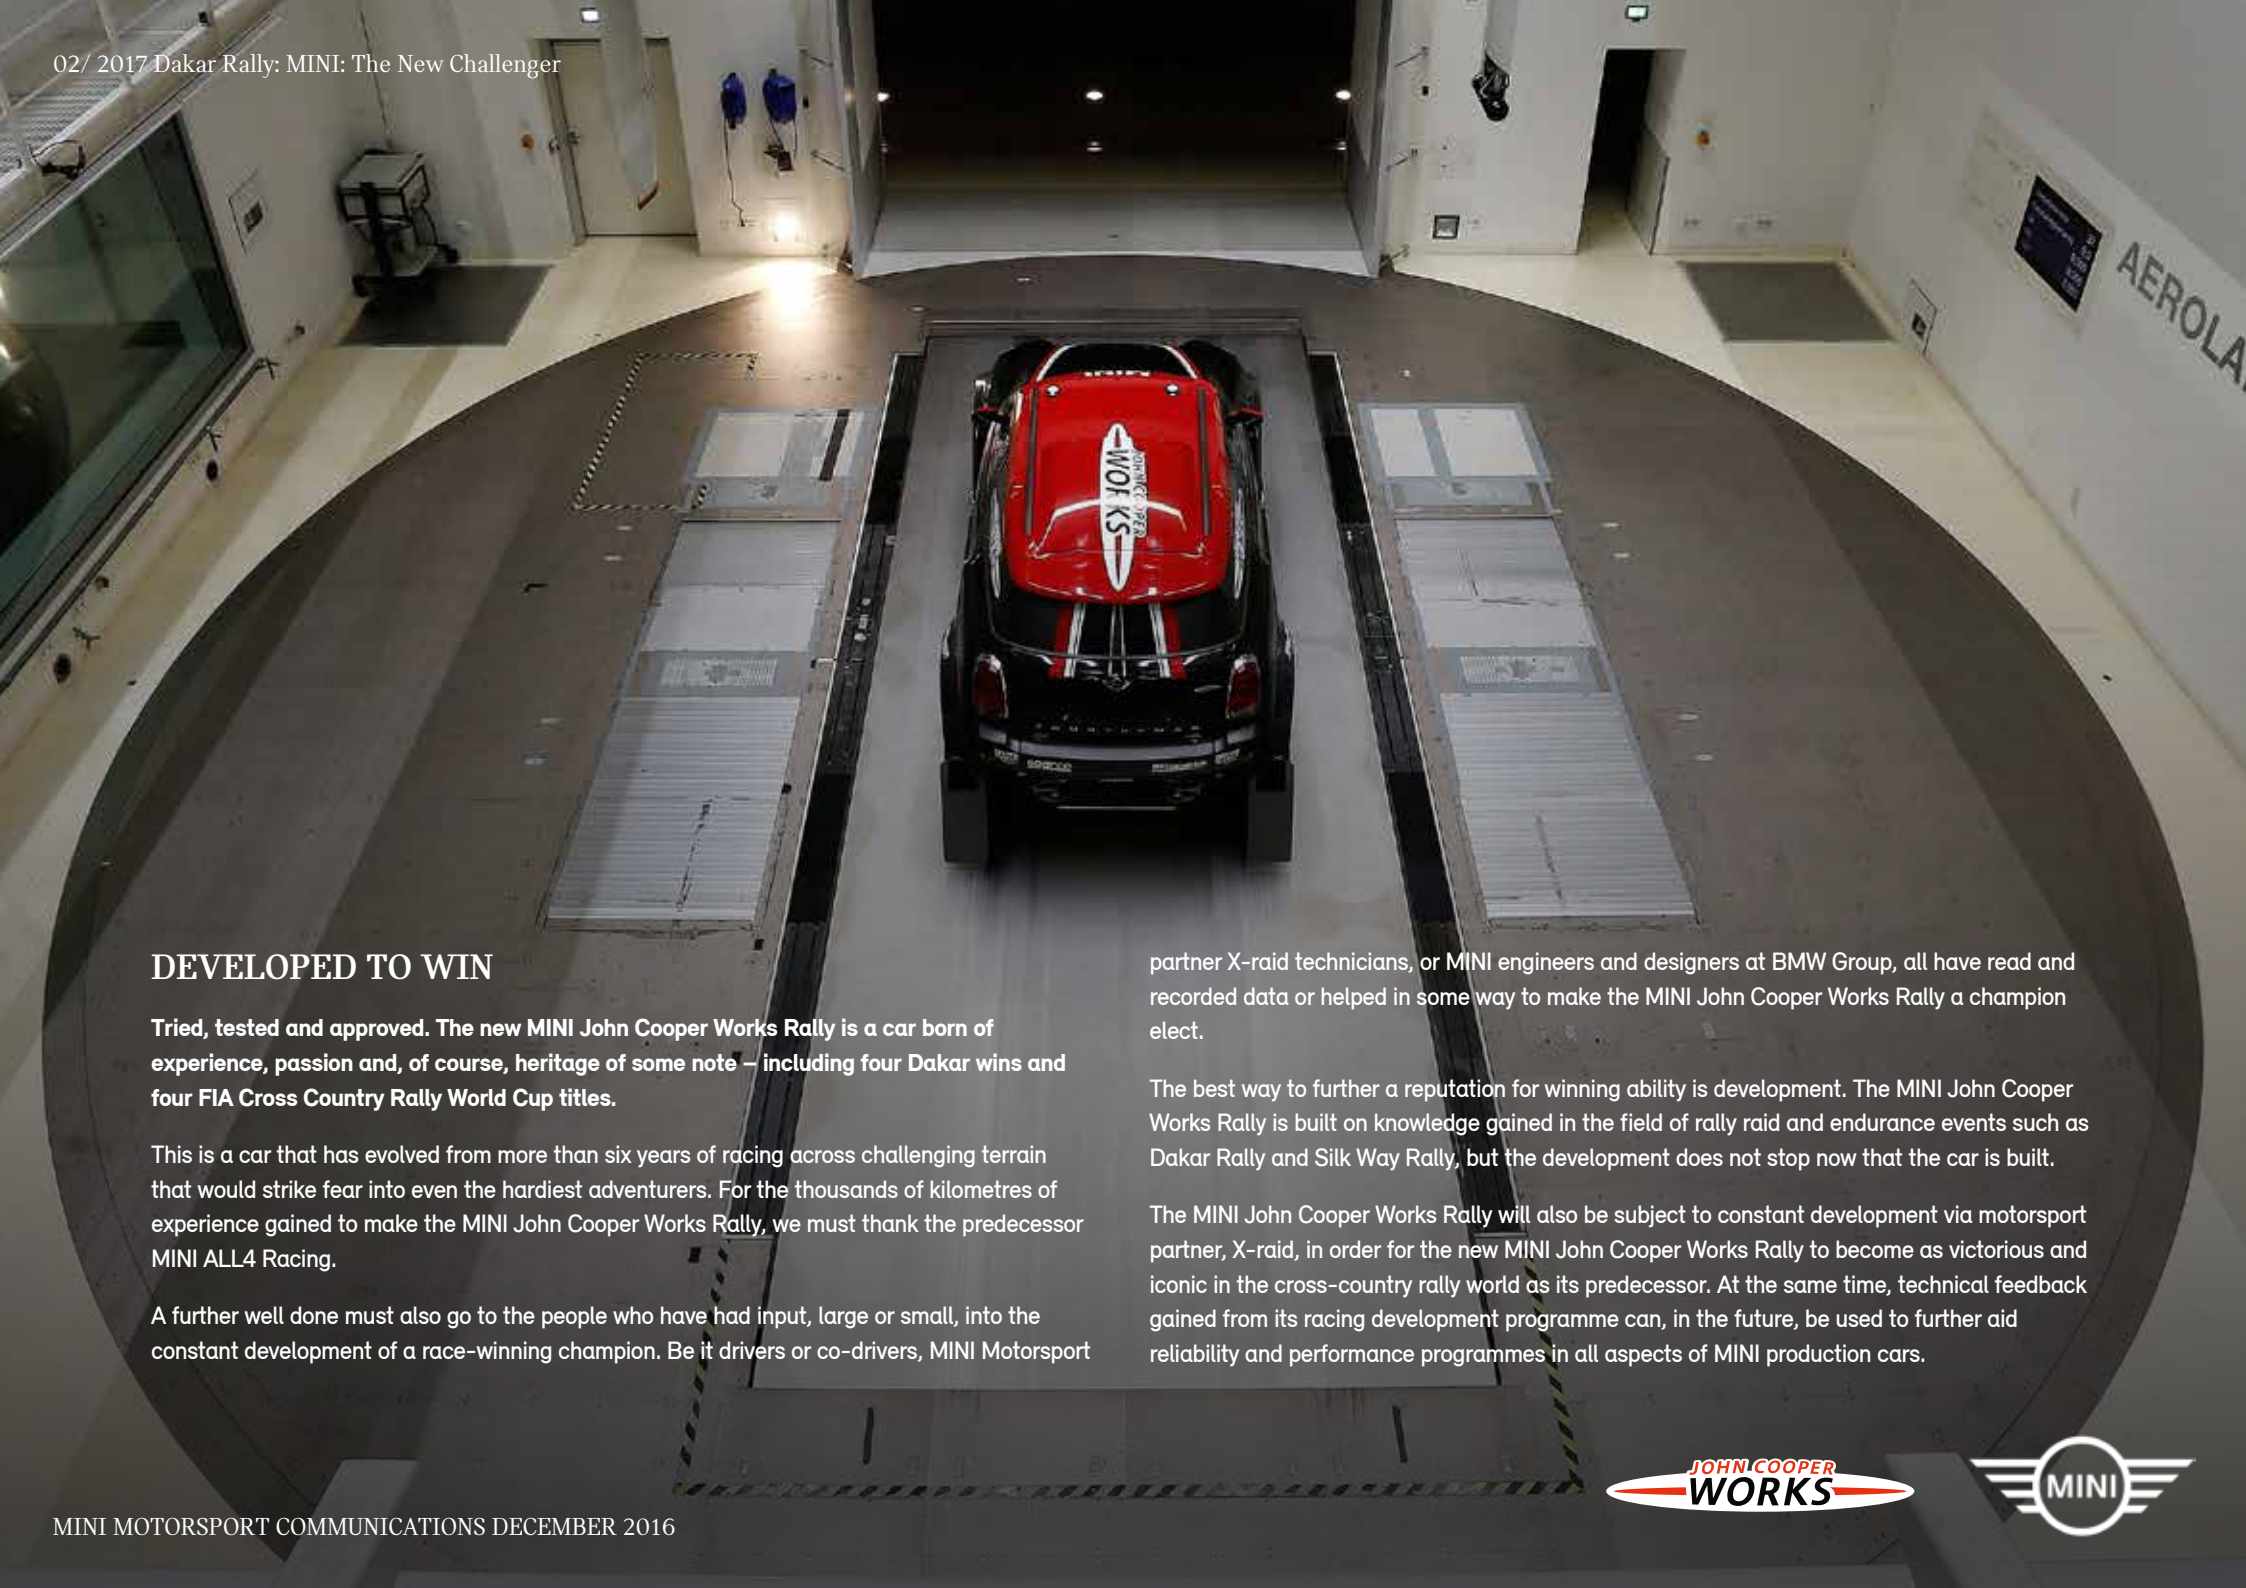 02/ 2017 Dakar Rally: MINI: The New Challenger
AEROLA
JOHN COOPER
WORKS
DEVELOPED TO WIN
Tried, tested and approved. The new MINI John Cooper Works Rally is a car born of
experience, passion and, of course, heritage of some note – including four Dakar wins and
four FIA Cross Country Rally World Cup titles.
This is a car that has evolved from more than six years of racing across challenging terrain
that would strike fear into even the hardiest adventurers. For the thousands of kilometres of
experience gained to make the MINI John Cooper Works Rally, we must thank the predecessor
MINI ALL4 Racing.
A further well done must also go to the people who have had input, large or small, into the
constant development of a race-winning champion. Be it drivers or co-drivers, MINI Motorsport
partner X-raid technicians, or MINI engineers and designers at BMW Group, all have read and
recorded data or helped in some way to make the MINI John Cooper Works Rally a champion
elect.
The best way to further a reputation for winning ability is development. The MINI John Cooper
Works Rally is built on knowledge gained in the field of rally raid and endurance events such as
Dakar Rally and Silk Way Rally, but the development does not stop now that the car is built.
The MINI John Cooper Works Rally will also be subject to constant development via motorsport
partner, X-raid, in order for the new MINI John Cooper Works Rally to become as victorious and
iconic in the cross-country rally world as its predecessor. At the same time, technical feedback
gained from its racing development programme can, in the future, be used to further aid
reliability and performance programmes in all aspects of MINI production cars.
JOHN COOPER
WORKS
MINI
MINI MOTORSPORT COMMUNICATIONS DECEMBER 2016